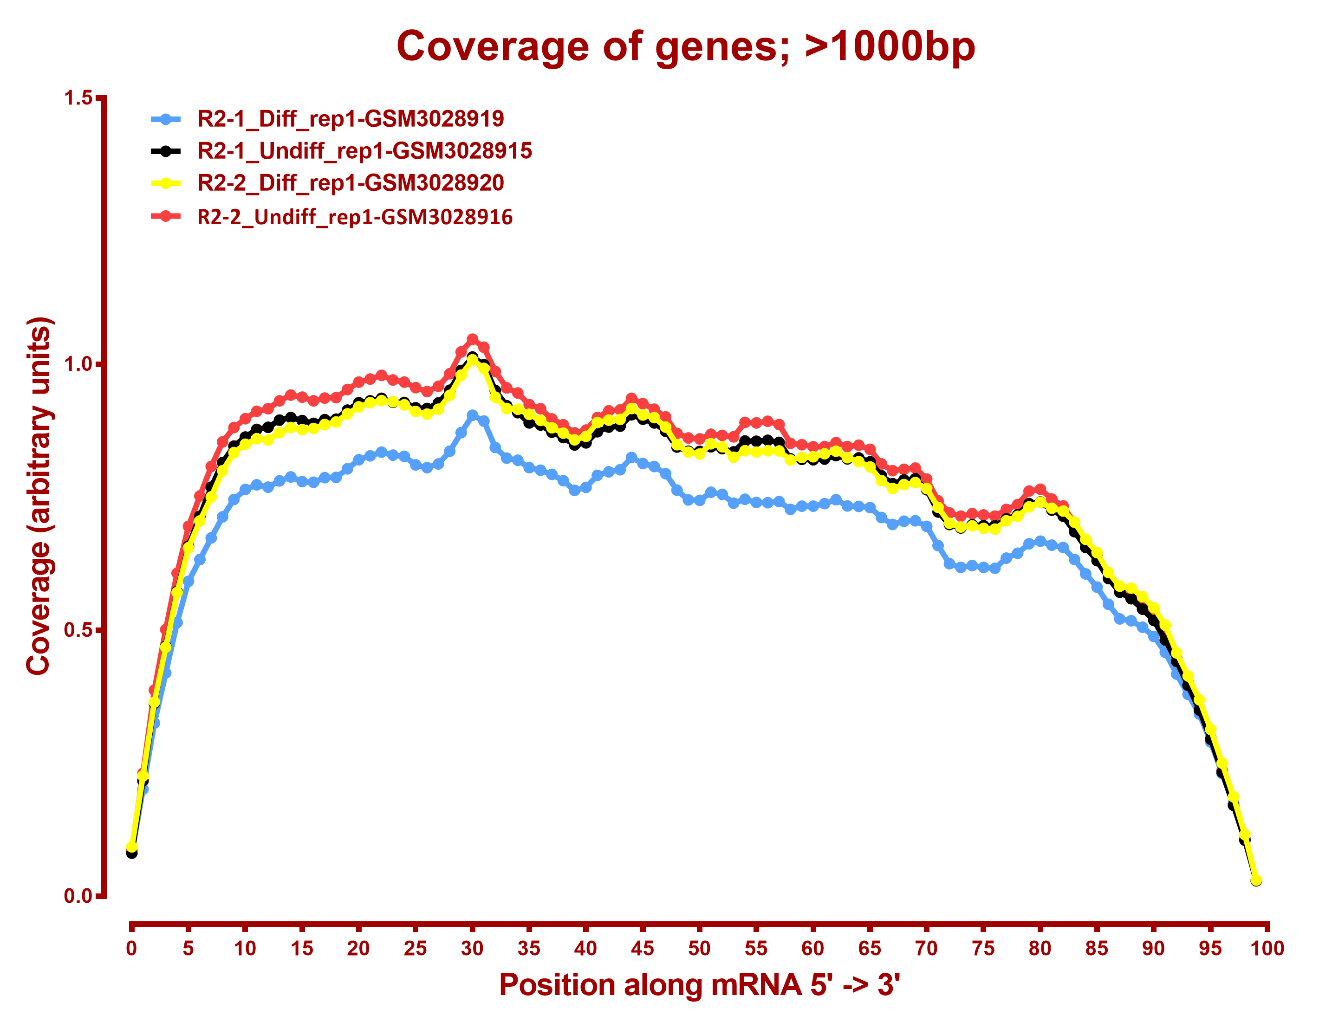 Coverage of genes; >1000bp
1.5
R2-1_Diff_rep1-GSM3028919
R2-1_Undiff_rep1-GSM3028915
R2-2_Diff_rep1-GSM3028920
R2-2_Undiff_rep1-GSM3028916
Coverage (arbitrary units)
1.0
0.5
0.0
0 5 10 15 20 25 30 35 40 45 50 55 60 65 70 75 80 85 90 95 100
Position along mRNA 5' -> 3'